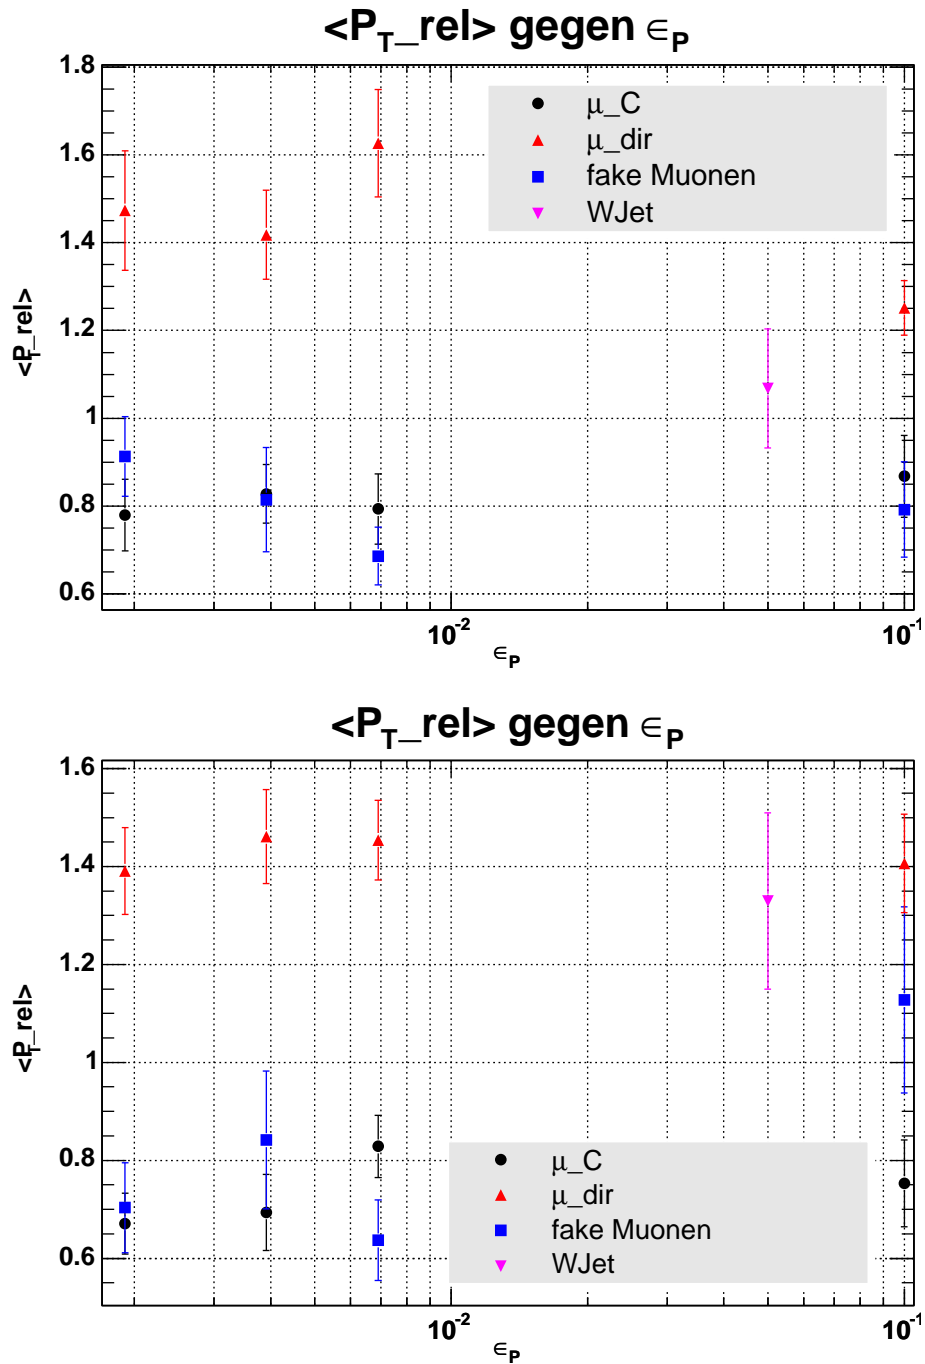 <P_T_rel> gegen ∈_P
1.8
1.6
1.4
1.2
1
0.8
0.6
<P_T_rel>
μ_C
μ_dir
fake Muonen
WJet
10^-2
10^-1
∈_P
<P_T_rel> gegen ∈_P
1.6
1.4
1.2
1
0.8
0.6
<P_T_rel>
μ_C
μ_dir
fake Muonen
WJet
10^-2
10^-1
∈_P